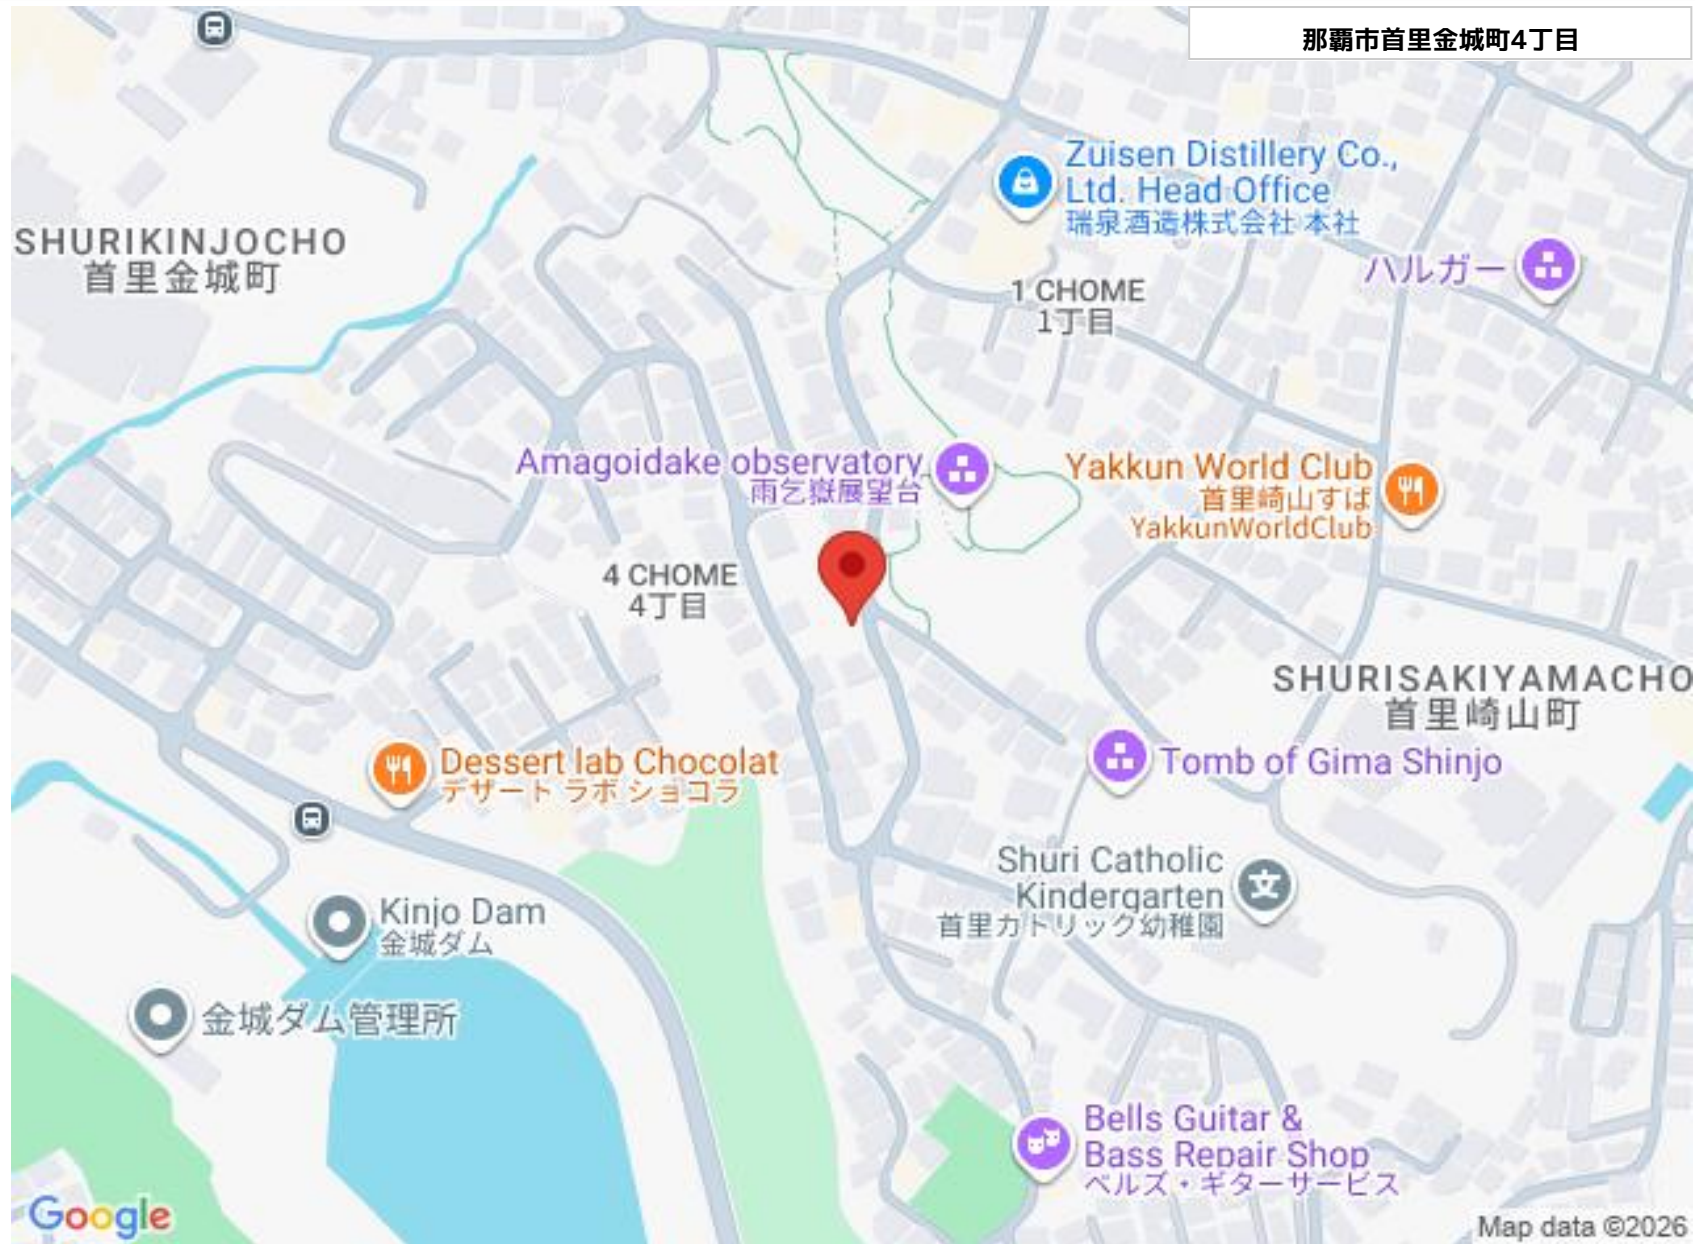 那覇市首里金城町4丁目
Zuisen Distillery Co.,
Ltd. Head Office
瑞泉酒造株式会社 本社
SHURIKINJOCHO
首里金城町
ハルガー
1 CHOME
1丁目
Amagoidake observatory
雨乞嶽展望台
Yakkun World Club
首里崎山すば
YakkunWorldClub
4 CHOME
4丁目
SHURISAKIYAMACHO
首里崎山町
Dessert lab Chocolat
デザート ラボ ショコラ
Tomb of Gima Shinjo
Shuri Catholic
Kindergarten
首里カトリック幼稚園
Kinjo Dam
金城ダム
金城ダム管理所
Bells Guitar &
Bass Repair Shop
ベルズ・ギターサービス
Google
Map data ©2026